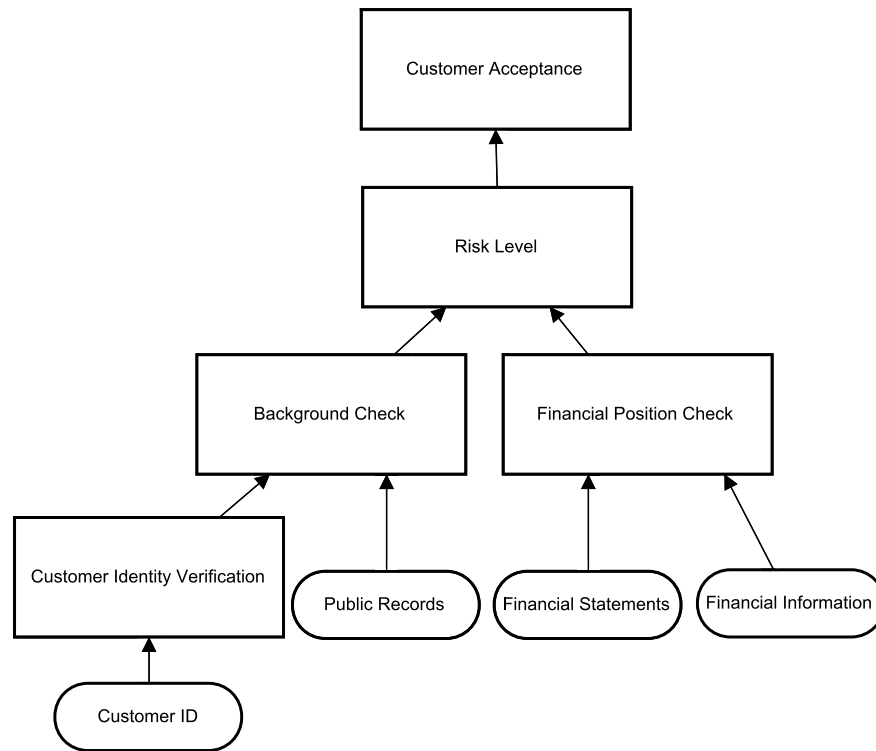 Customer Acceptance
Risk Level
Background Check
Financial Position Check
Customer Identity Verification
Public Records
Financial Statements
Financial Information
Customer ID